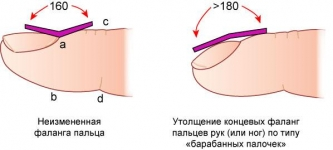 160
c
a
b
d
Неизмененная
фаланга пальца
>180
Утолщение концевых фаланг
пальцев рук (или ног) по типу
«барабанных палочек»